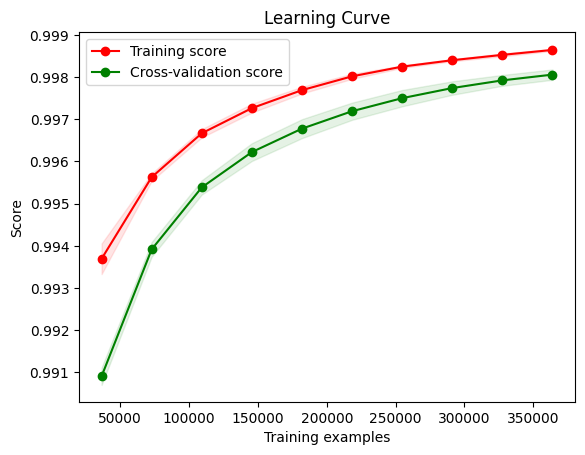 Learning Curve
0.999
0.998
0.997
0.996
0.995
0.994
0.993
0.992
0.991
Score
Training score
Cross-validation score
50000 100000 150000 200000 250000 300000 350000
Training examples